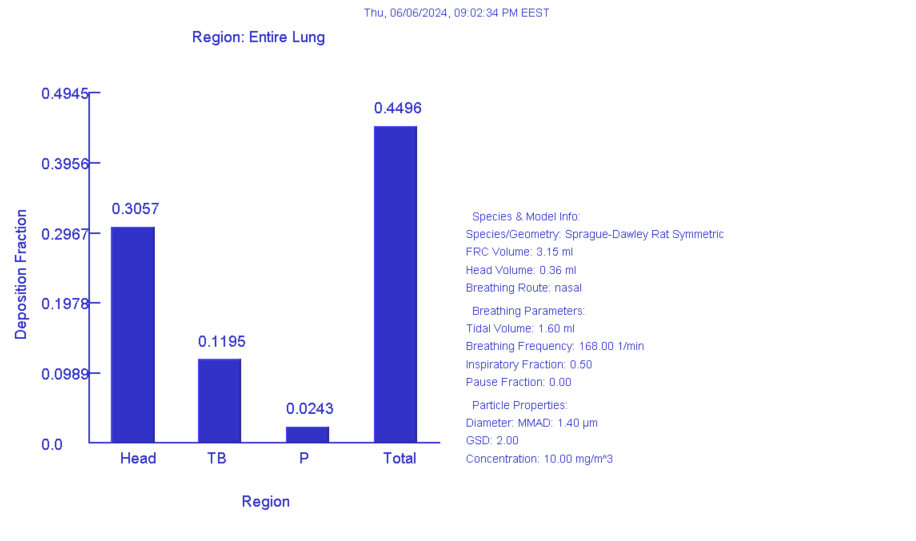 Thu, 06/06/2024, 09:02:34 PM EEST
Region: Entire Lung
Deposition Fraction
0.4945
0.3956
0.2967
0.1978
0.0989
0.0
0.3057
0.1195
0.0243
0.4496
Head TB P Total
Region
Species & Model Info:
Species/Geometry: Sprague-Dawley Rat Symmetric
FRC Volume: 3.15 ml
Head Volume: 0.36 ml
Breathing Route: nasal
Breathing Parameters:
Tidal Volume: 1.60 ml
Breathing Frequency: 168.00 1/min
Inspiratory Fraction: 0.50
Pause Fraction: 0.00
Particle Properties:
Diameter: MMAD: 1.40 µm
GSD: 2.00
Concentration: 10.00 mg/m^3